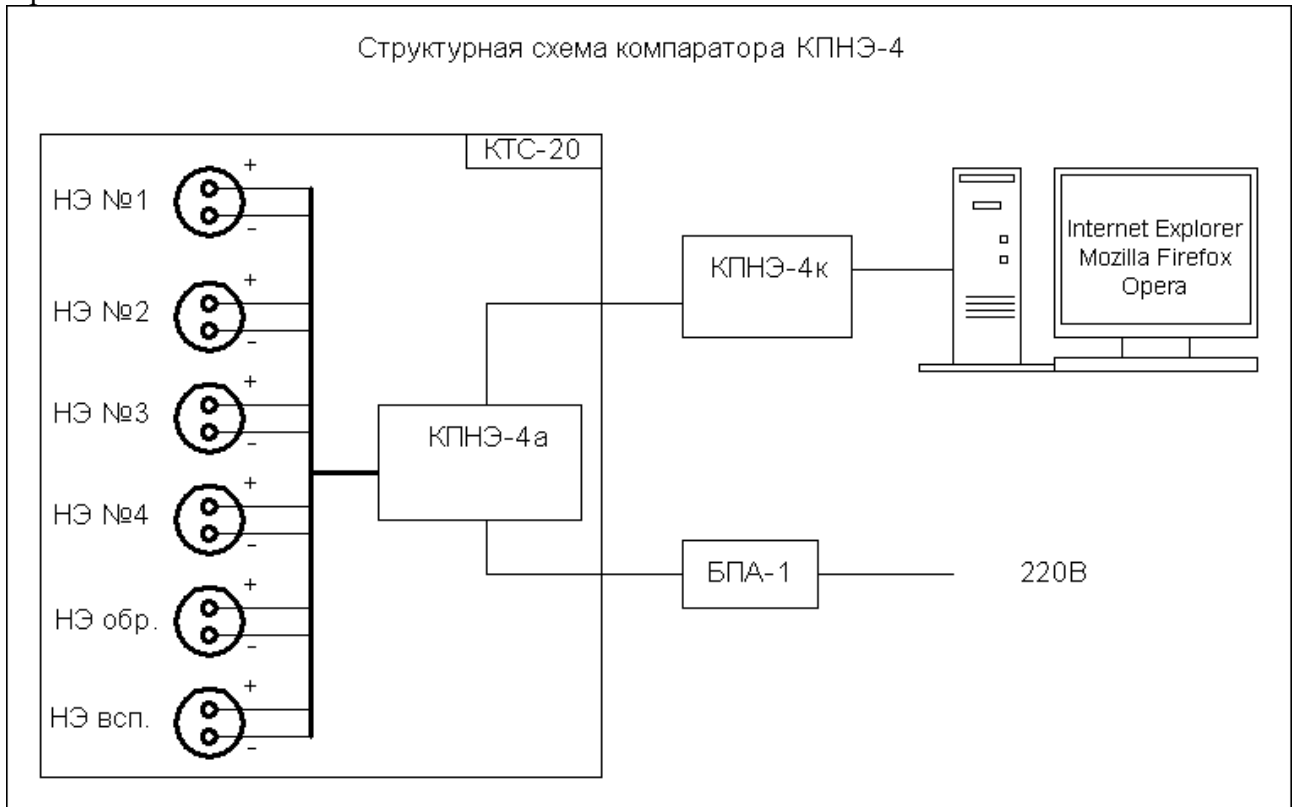 Структурная схема компаратора КПНЭ-4
КТС-20
НЭ №1
+
-
НЭ №2
+
-
НЭ №3
+
-
НЭ №4
+
-
НЭ обр.
+
-
НЭ всп.
+
-
КПНЭ-4а
КПНЭ-4к
БПА-1
220В
Internet Explorer
Mozilla Firefox
Opera